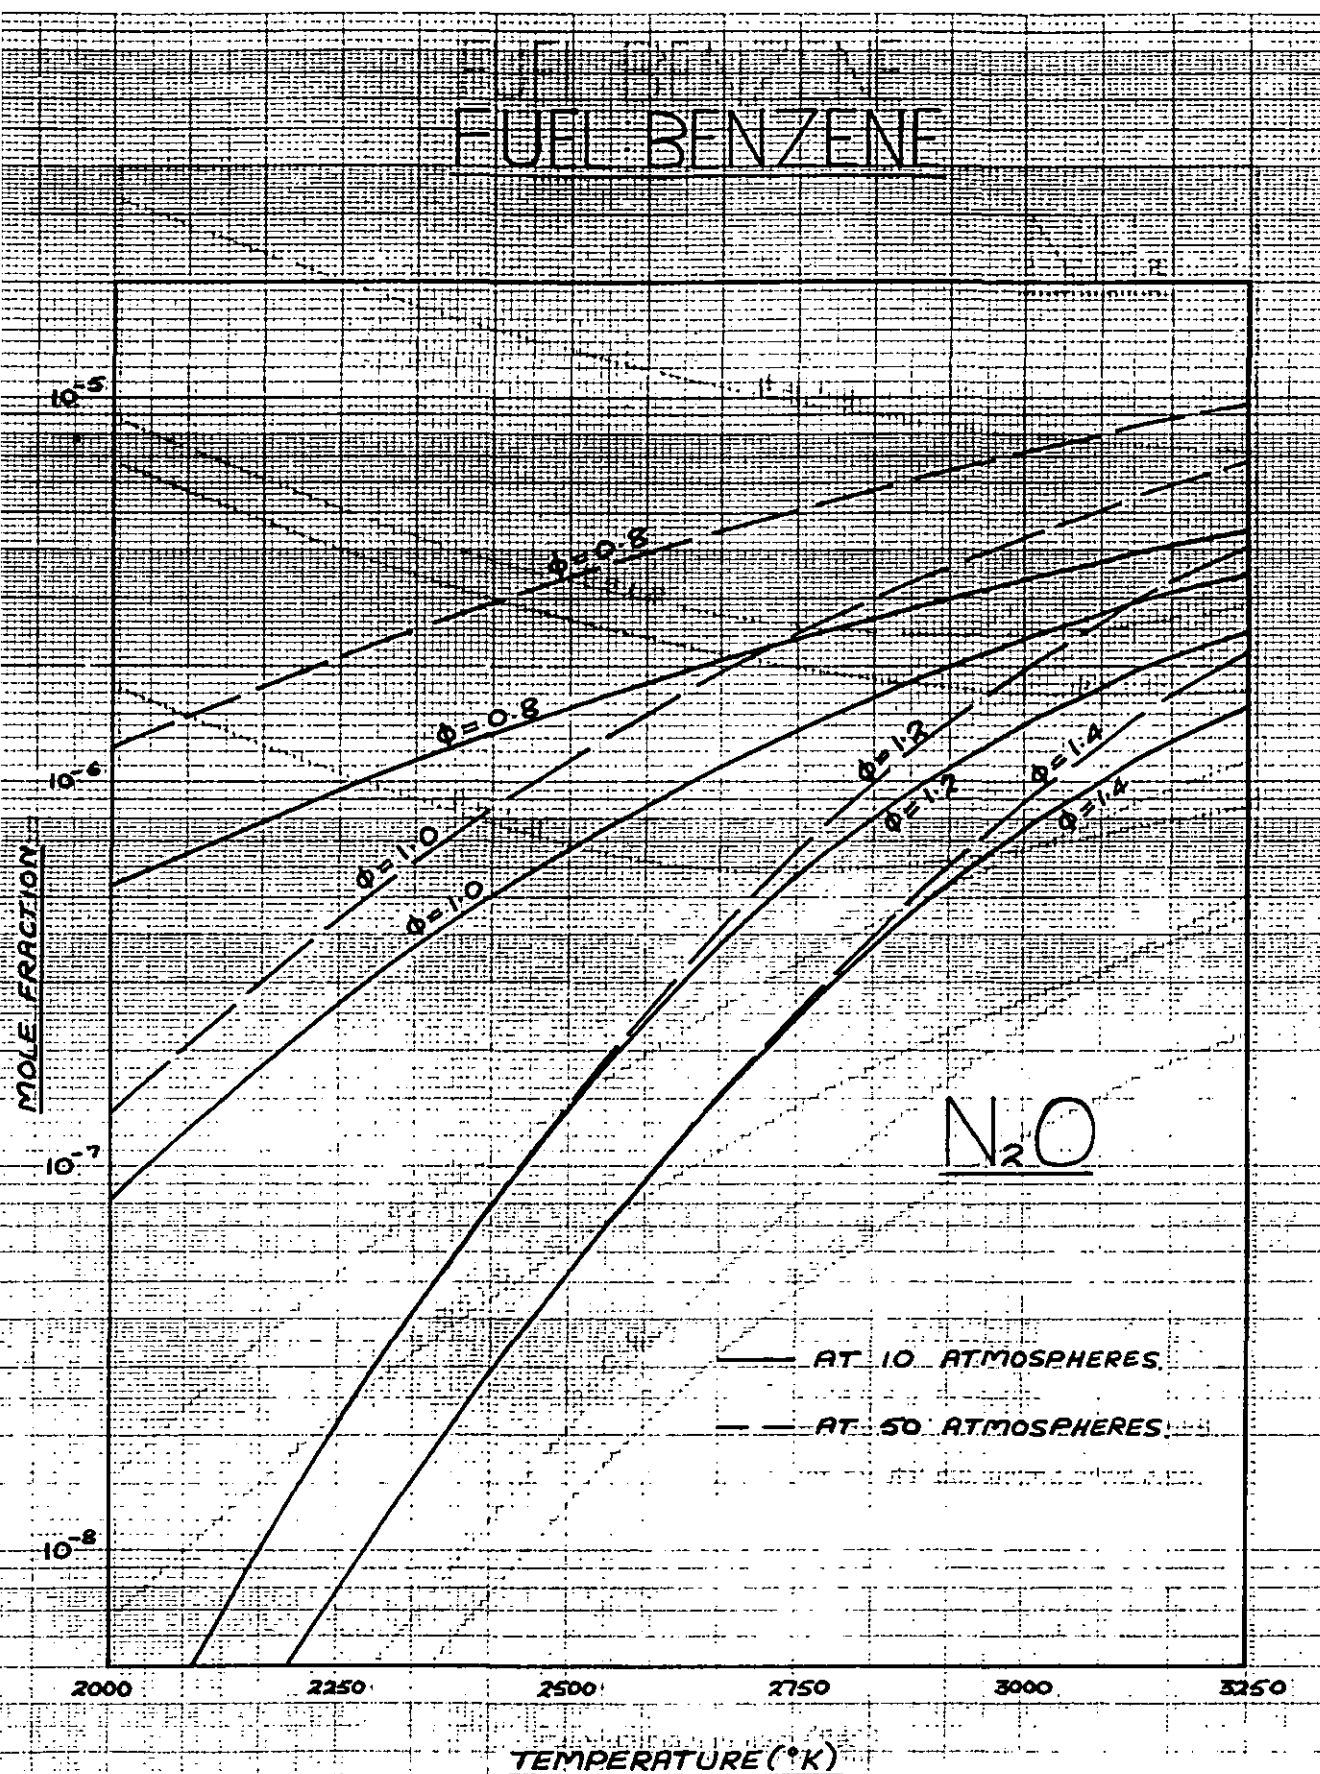 FUEL BENZENE
FUEL BENZENE
10⁻⁵
φ=0.8
φ=0.8
10⁻⁶
φ=1.2
φ=1.4
φ=1.2
φ=1.4
φ=1.0
φ=1.0
MOLE FRACTION
N₂O
10⁻⁷
AT 10 ATMOSPHERES.
AT 50 ATMOSPHERES.
10⁻⁸
2000 2250 2500 2750 3000 3250
TEMPERATURE (°K)